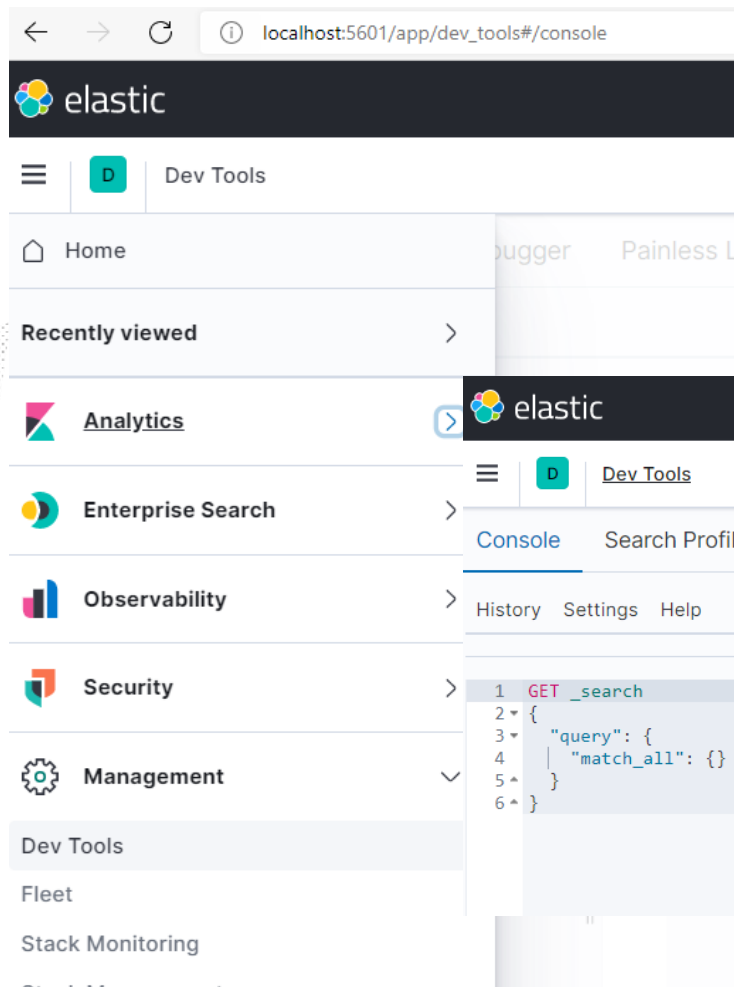 localhost:5601/app/dev_tools#/console
elastic
D Dev Tools
Home
bugger Painless L
Recently viewed
Analytics
Enterprise Search
Observability
Security
Management
Dev Tools
Fleet
Stack Monitoring
elastic
D Dev Tools
Console Search Profil
History Settings Help
1 GET _search
2 {
3 "query": {
4 "match_all": {}
5 }
6 }